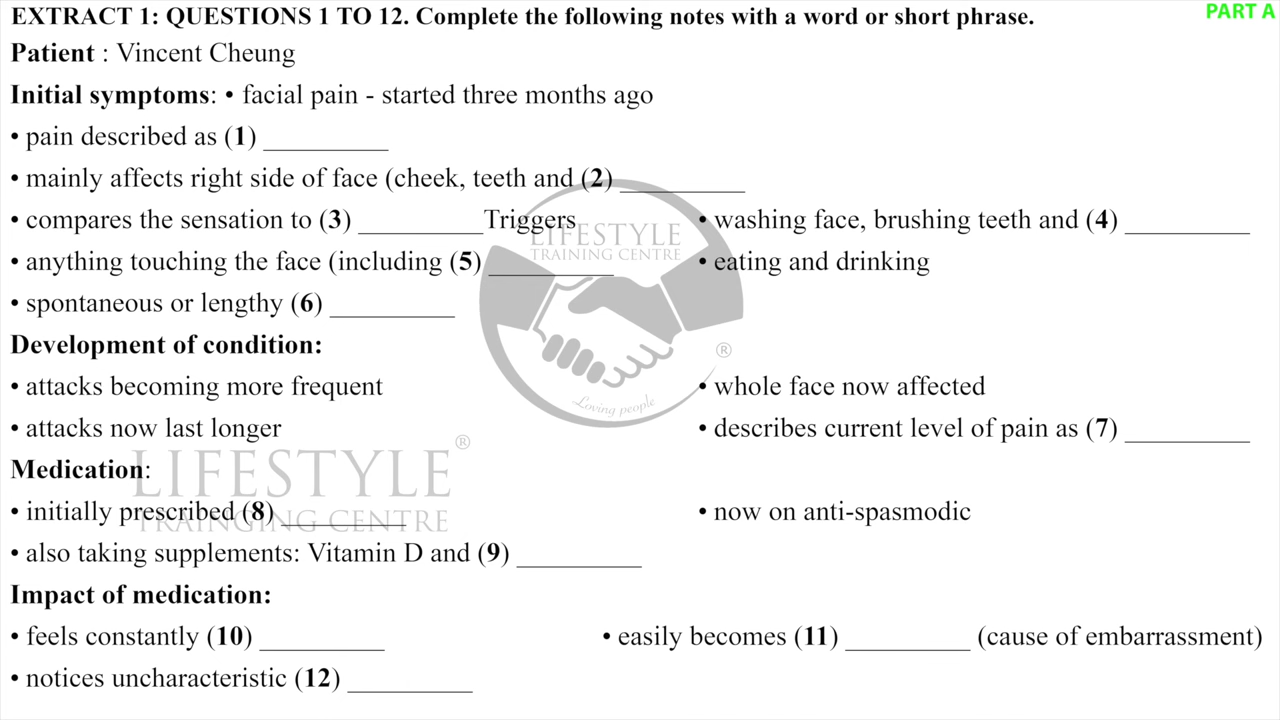 EXTRACT 1: QUESTIONS 1 TO 12. Complete the following notes with a word or short phrase.
PART A
Patient : Vincent Cheung
Initial symptoms: • facial pain - started three months ago
• pain described as (1) _________
• mainly affects right side of face (cheek, teeth and (2) _________
• compares the sensation to (3) _________Triggers • washing face, brushing teeth and (4) _________
• anything touching the face (including (5) _________ • eating and drinking
• spontaneous or lengthy (6) _________
Development of condition:
• attacks becoming more frequent • whole face now affected
• attacks now last longer • describes current level of pain as (7) _________
Medication:
• initially prescribed (8) _________ • now on anti-spasmodic
• also taking supplements: Vitamin D and (9) _________
Impact of medication:
• feels constantly (10) _________ • easily becomes (11) _________ (cause of embarrassment)
• notices uncharacteristic (12) _________
LIFESTYLE
TRAINING CENTRE
®
Loving people
LIFESTYLE ®
TRAINGING CENTRE